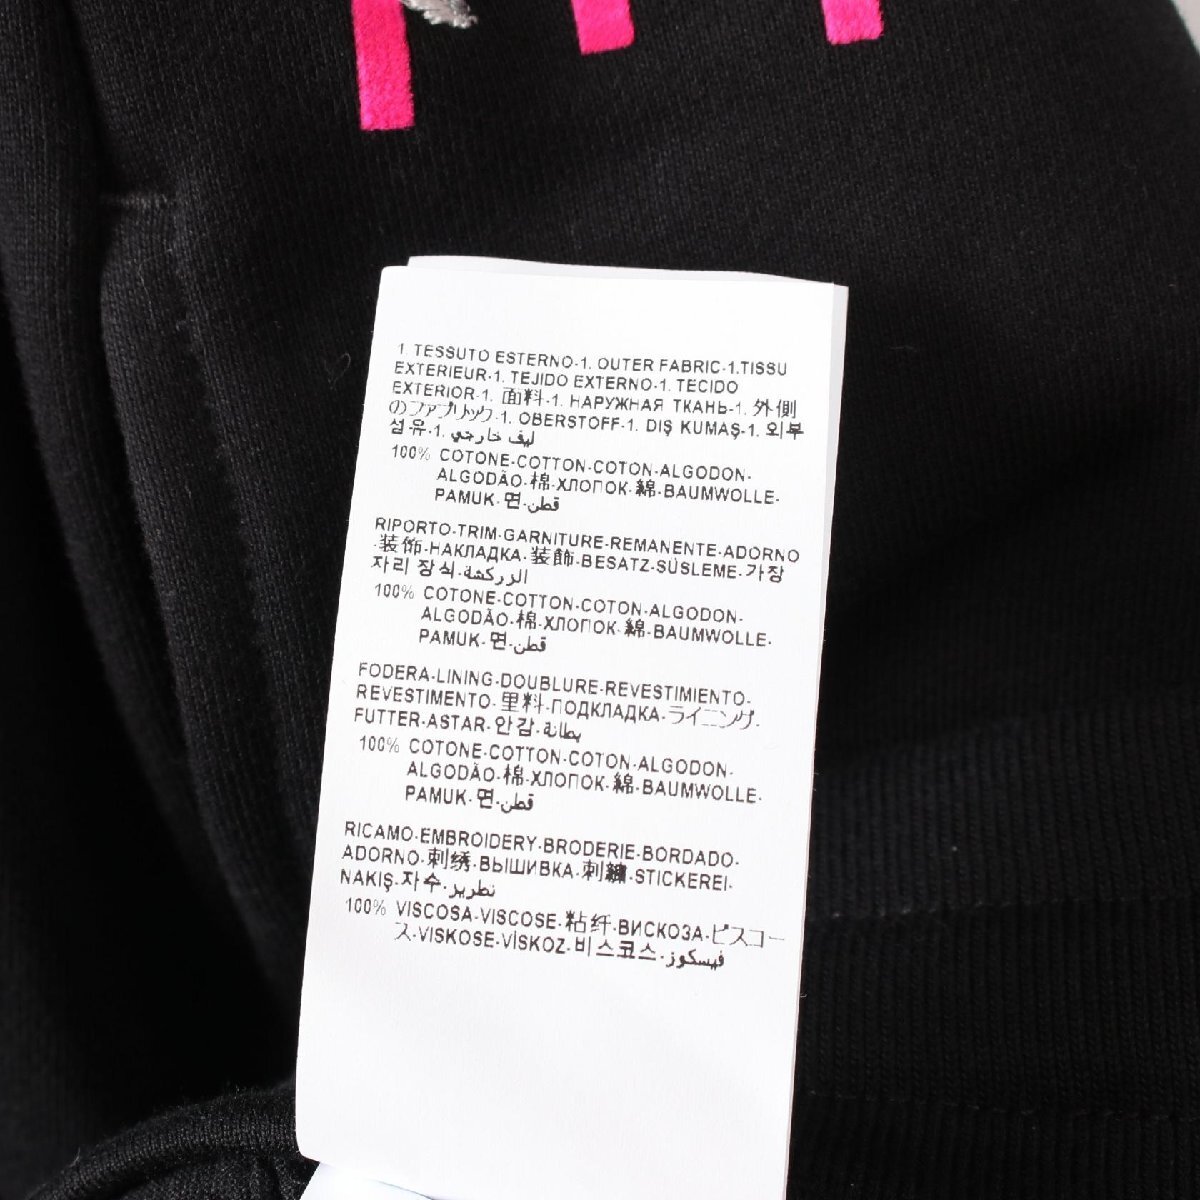 1. TESSUTO ESTERNO-1. OUTER FABRIC-1.TISSU
EXTERIEUR-1. TEJIDO EXTERNO-1. TECIDO
EXTERIOR-1. 面料-1. НАРУЖНАЯ ТКАНЬ-1. 外側
のファブリック-1. OBERSTOFF-1. DIŞ KUMAŞ-1. 외부
섬유-1. ليف خارجي
100% COTONE-COTTON-COTON-ALGODON-
ALGODÃO-棉-ХЛОПОК-綿-BAUMWOLLE-
PAMUK-면-قطن
RIPORTO-TRIM-GARNITURE-REMANENTE-ADORNO
-装饰-НАКЛАДКА-装飾-BESATZ-SÜSLEME-가장
자리 장식-الزركشة
100% COTONE-COTTON-COTON-ALGODON-
ALGODÃO-棉-ХЛОПОК-綿-BAUMWOLLE-
PAMUK-면-قطن
FODERA-LINING-DOUBLURE-REVESTIMIENTO-
REVESTIMENTO-里料-ПОДКЛАДКА-ライニング-
FUTTER-ASTAR-안감-بطانة
100% COTONE-COTTON-COTON-ALGODON-
ALGODÃO-棉-ХЛОПОК-綿-BAUMWOLLE-
PAMUK-면-قطن
RICAMO-EMBROIDERY-BRODERIE-BORDADO-
ADORNO-刺绣-ВЫШИВКА-刺繍-STICKEREI-
NAKIŞ-자수-تطريز
100% VISCOSA-VISCOSE-粘纤-ВИСКОЗА-ビスコー
ス-VISKOSE-VİSKOZ-비스코스-فيسكوز